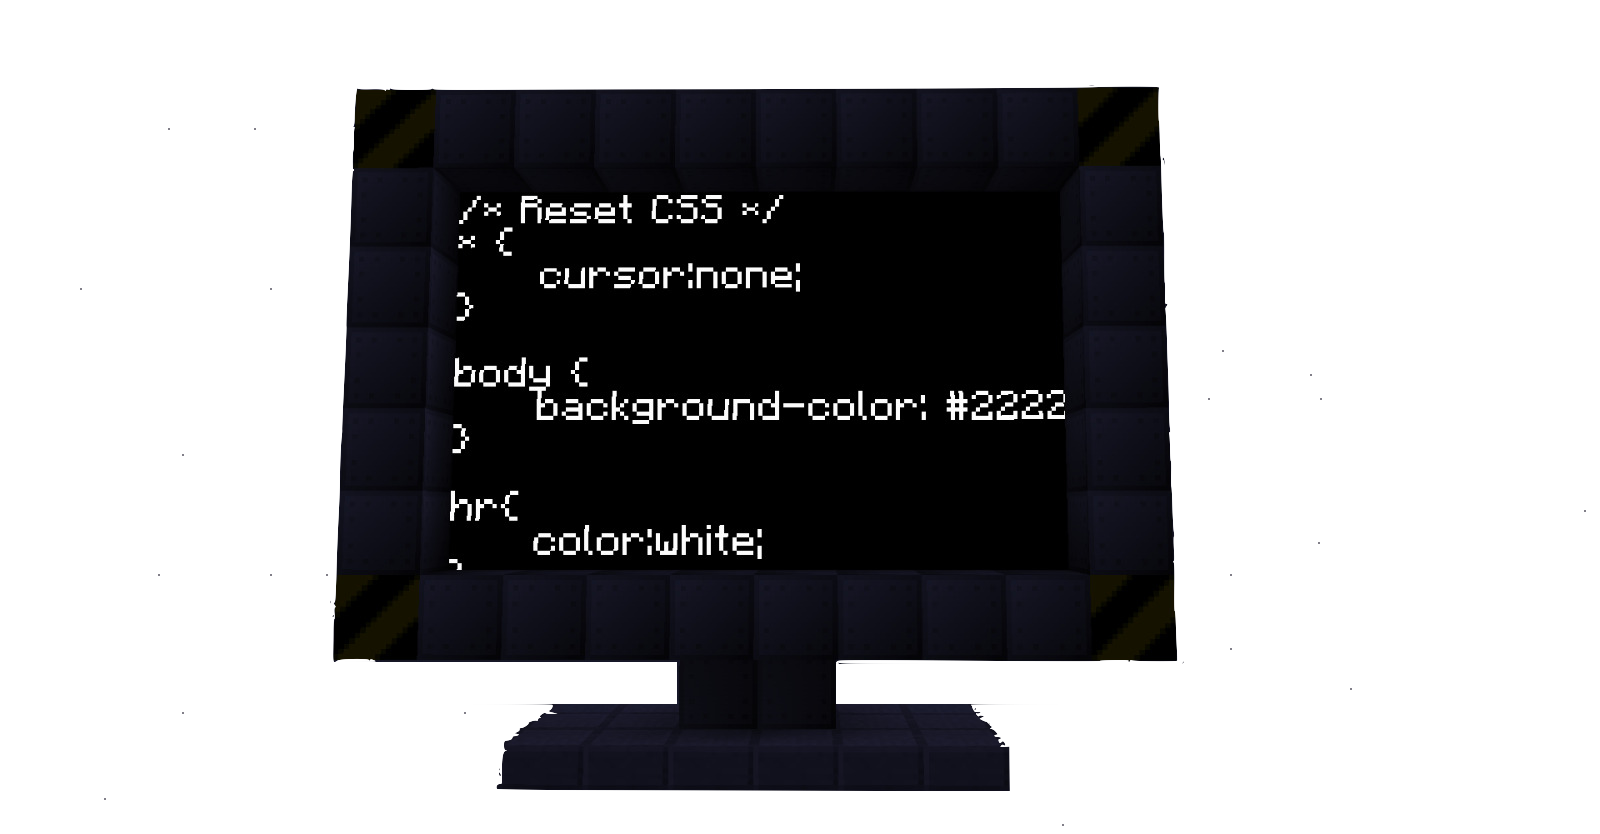 /* Reset CSS */
* {
cursor:none;
}
body {
background-color: #2222
}
hr{
color:white;
}